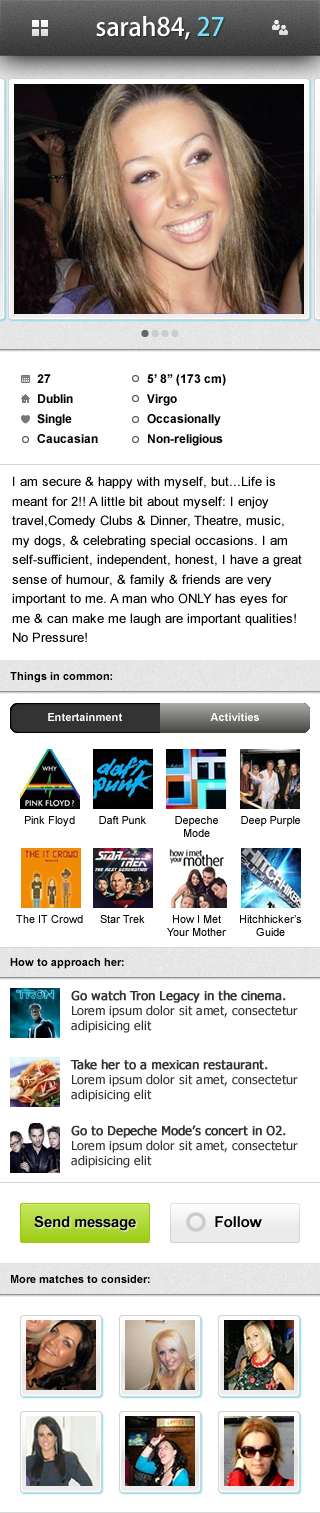 sarah84, 27
27
5’ 8” (173 cm)
Dublin
Virgo
Single
Occasionally
Caucasian
Non-religious
I am secure & happy with myself, but...Life is
meant for 2!! A little bit about myself: I enjoy
travel,Comedy Clubs & Dinner, Theatre, music,
my dogs, & celebrating special occasions. I am
self-sufficient, independent, honest, I have a great
sense of humour, & family & friends are very
important to me. A man who ONLY has eyes for
me & can make me laugh are important qualities!
No Pressure!
Things in common:
Entertainment
Activities
WHY
PINK FLOYD?
daft
punk
Pink Floyd
Daft Punk
Depeche
Mode
Deep Purple
THE IT CROWD
STAR TREK
THE NEXT GENERATION
how i met
your mother
HITCHHIKER'S
The IT Crowd
Star Trek
How I Met
Your Mother
Hitchhicker’s
Guide
How to approach her:
TRON
Go watch Tron Legacy in the cinema.
Lorem ipsum dolor sit amet, consectetur
adipisicing elit
Take her to a mexican restaurant.
Lorem ipsum dolor sit amet, consectetur
adipisicing elit
Go to Depeche Mode’s concert in O2.
Lorem ipsum dolor sit amet, consectetur
adipisicing elit
Send message
Follow
More matches to consider: